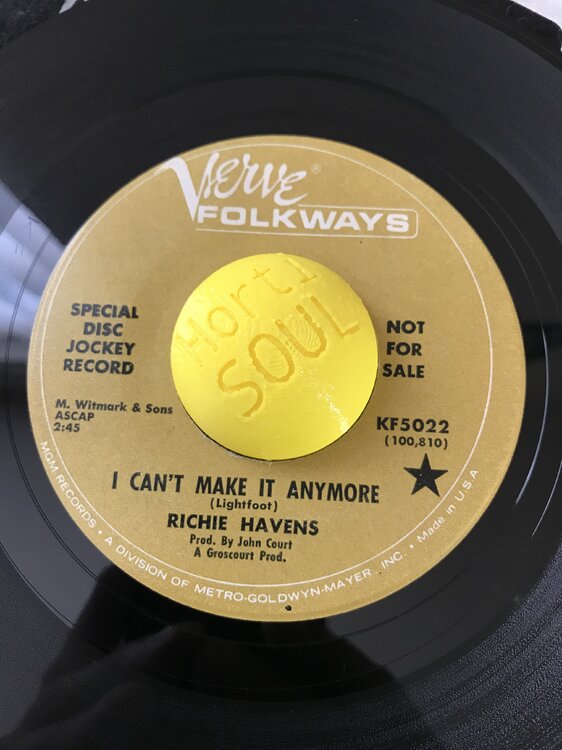 Verve®
FOLKWAYS
Horti
SOUL
SPECIAL
DISC
JOCKEY
RECORD
NOT
FOR
SALE
M. Witmark & Sons
ASCAP
2:45
KF5022
(100,810)
I CAN'T MAKE IT ANYMORE
(Lightfoot)
RICHIE HAVENS
Prod. By John Court
A Groscourt Prod.
MGM RECORDS • A DIVISION OF METRO-GOLDWYN-MAYER, INC. • Made in U.S.A